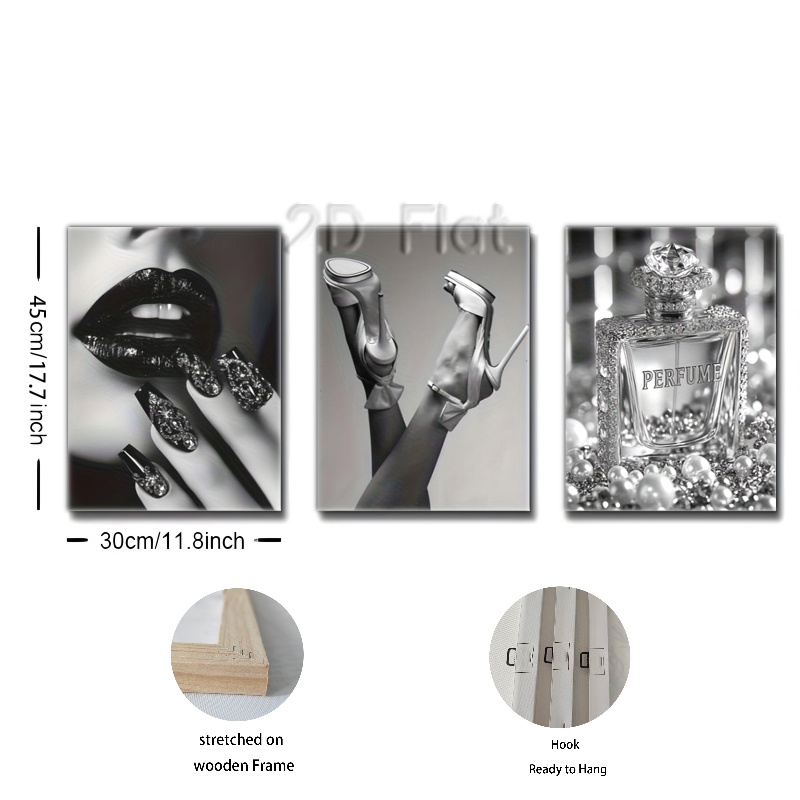 2D Flat
45cm/17.7inch
PERFUME
30cm/11.8inch
stretched on
wooden Frame
Hook
Ready to Hang